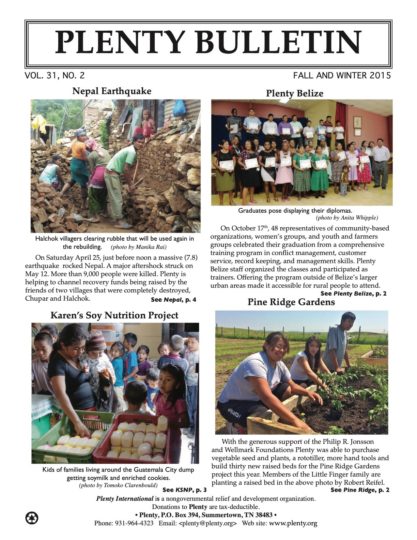 PLENTY BULLETIN
VOL. 31, NO. 2
FALL AND WINTER 2015
Nepal Earthquake
Halchok villagers clearing rubble that will be used again in
the rebuilding. (photo by Manika Rai)
On Saturday April 25, just before noon a massive (7.8)
earthquake rocked Nepal. A major aftershock struck on
May 12. More than 9,000 people were killed. Plenty is
helping to channel recovery funds being raised by the
friends of two villages that were completely destroyed,
Chupar and Halchok.
See Nepal, p. 4
Karen's Soy Nutrition Project
Kids of families living around the Guatemala City dump
getting soymilk and enriched cookies.
(photo by Tomoko Clarenbould)
See KSNP, p. 3
Plenty Belize
Graduates pose displaying their diplomas.
(photo by Anita Whipple)
On October 17th, 48 representatives of community-based
organizations, women's groups, and youth and farmers
groups celebrated their graduation from a comprehensive
training program in conflict management, customer
service, record keeping, and management skills. Plenty
Belize staff organized the classes and participated as
trainers. Offering the program outside of Belize's larger
urban areas made it accessible for rural people to attend.
See Plenty Belize, p. 2
Pine Ridge Gardens
With the generous support of the Philip R. Jonsson
and Wellmark Foundations Plenty was able to purchase
vegetable seed and plants, a rototiller, more hand tools and
build thirty new raised beds for the Pine Ridge Gardens
project this year. Members of the Little Finger family are
planting a raised bed in the above photo by Robert Reifel.
See Pine Ridge, p. 2
Plenty International is a nongovernmental relief and development organization.
Donations to Plenty are tax-deductible.
• Plenty, P.O. Box 394, Summertown, TN 38483 •
Phone: 931-964-4323 Email: <plenty@plenty.org> Web site: www.plenty.org